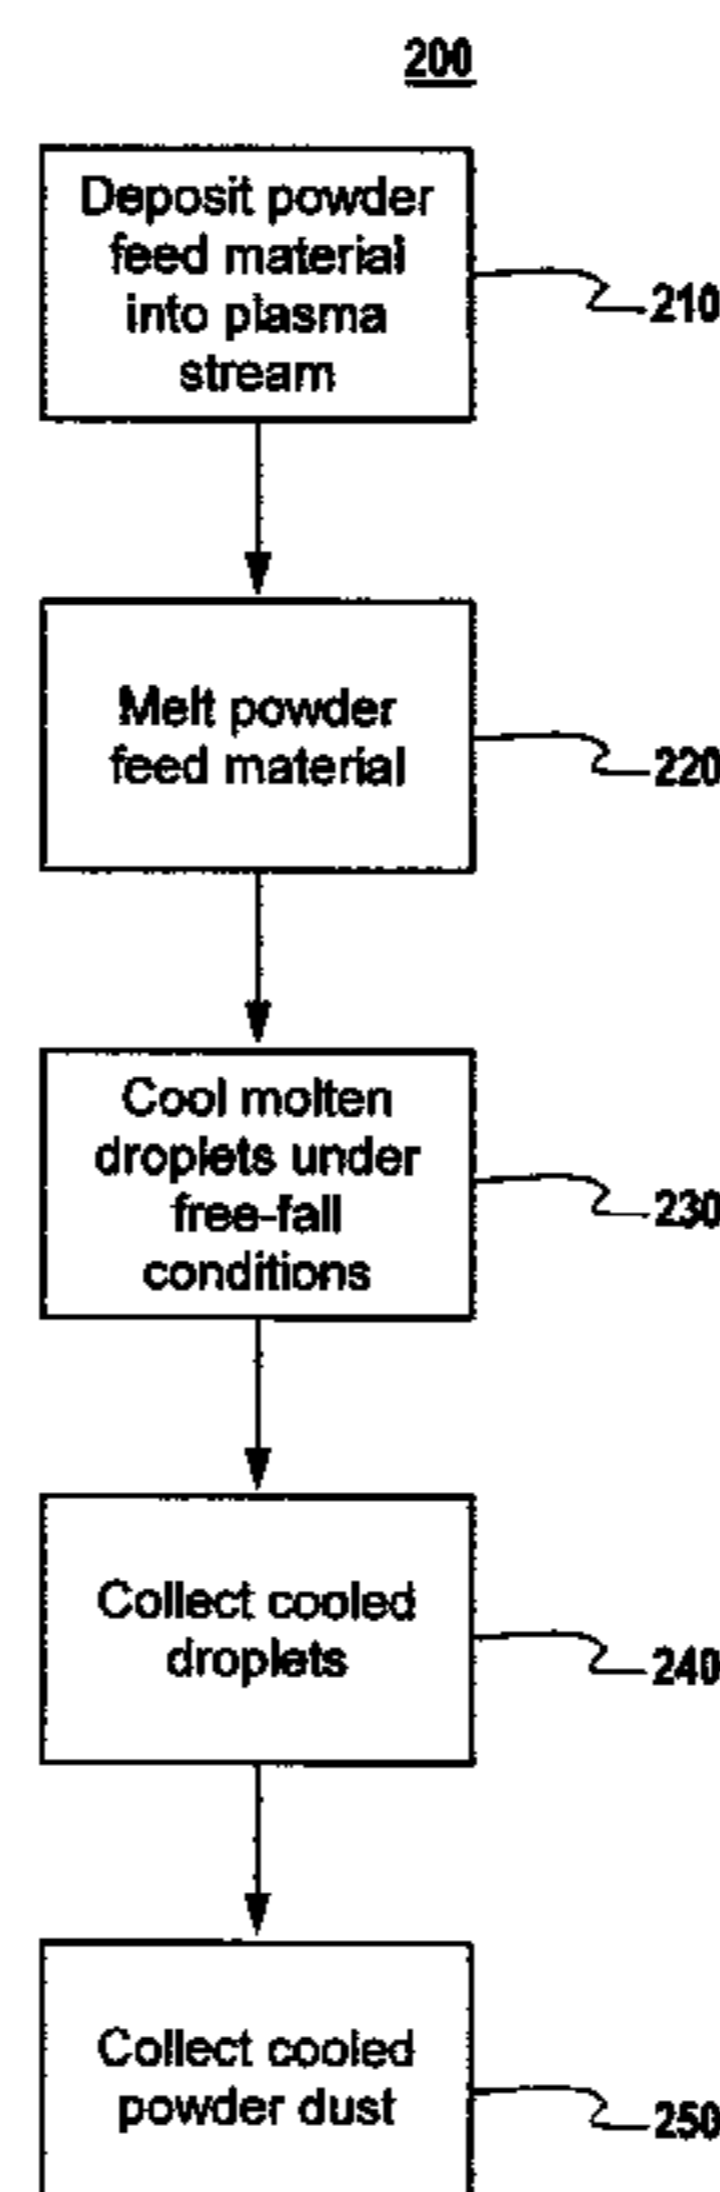 200
Deposit powder
feed material
into plasma
stream
210
Melt powder
feed material
220
Cool molten
droplets under
free-fall
conditions
230
Collect cooled
droplets
240
Collect cooled
powder dust
250